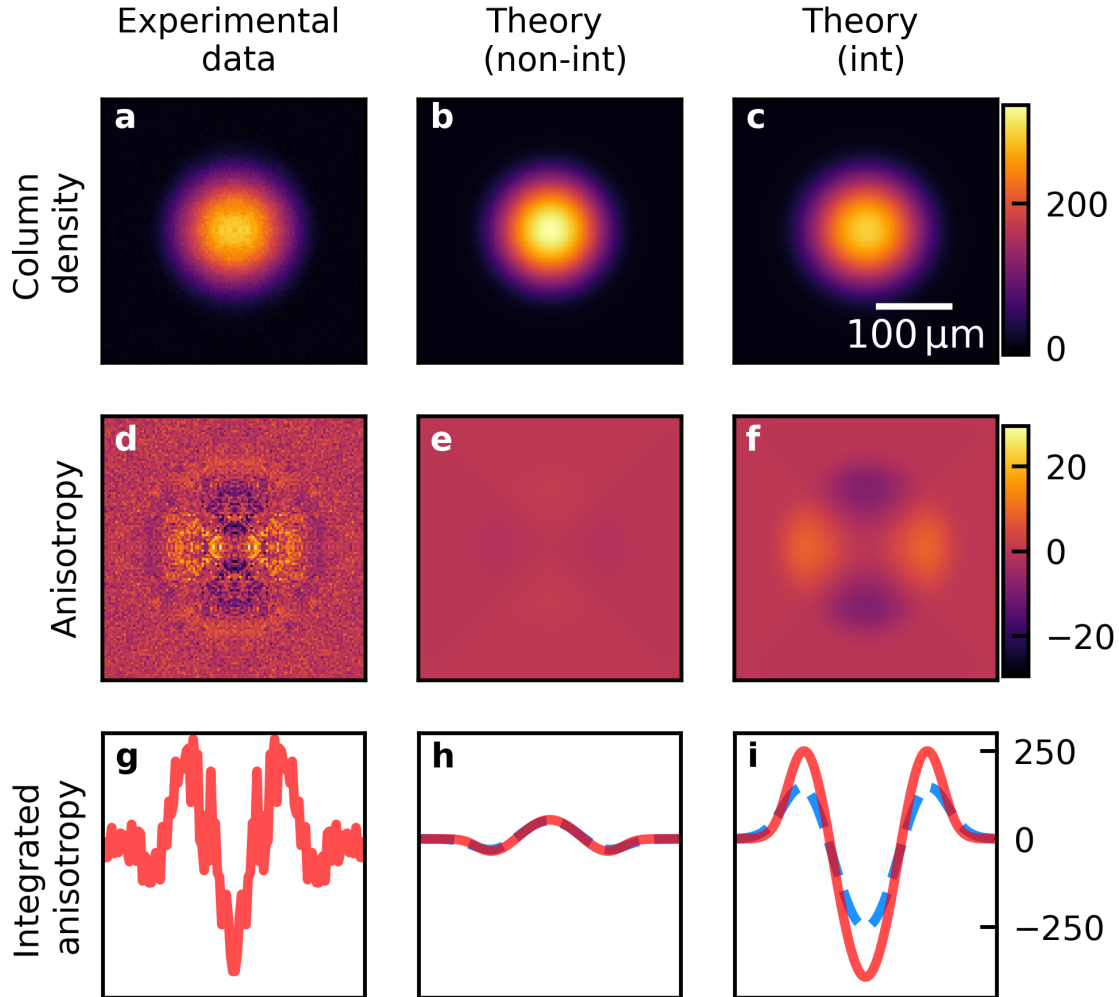 Experimental
data
Theory
(non-int)
Theory
(int)
Column
density
a
b
c
100 µm
200
0
Anisotropy
d
e
f
20
0
−20
Integrated
anisotropy
g
h
i
250
0
−250